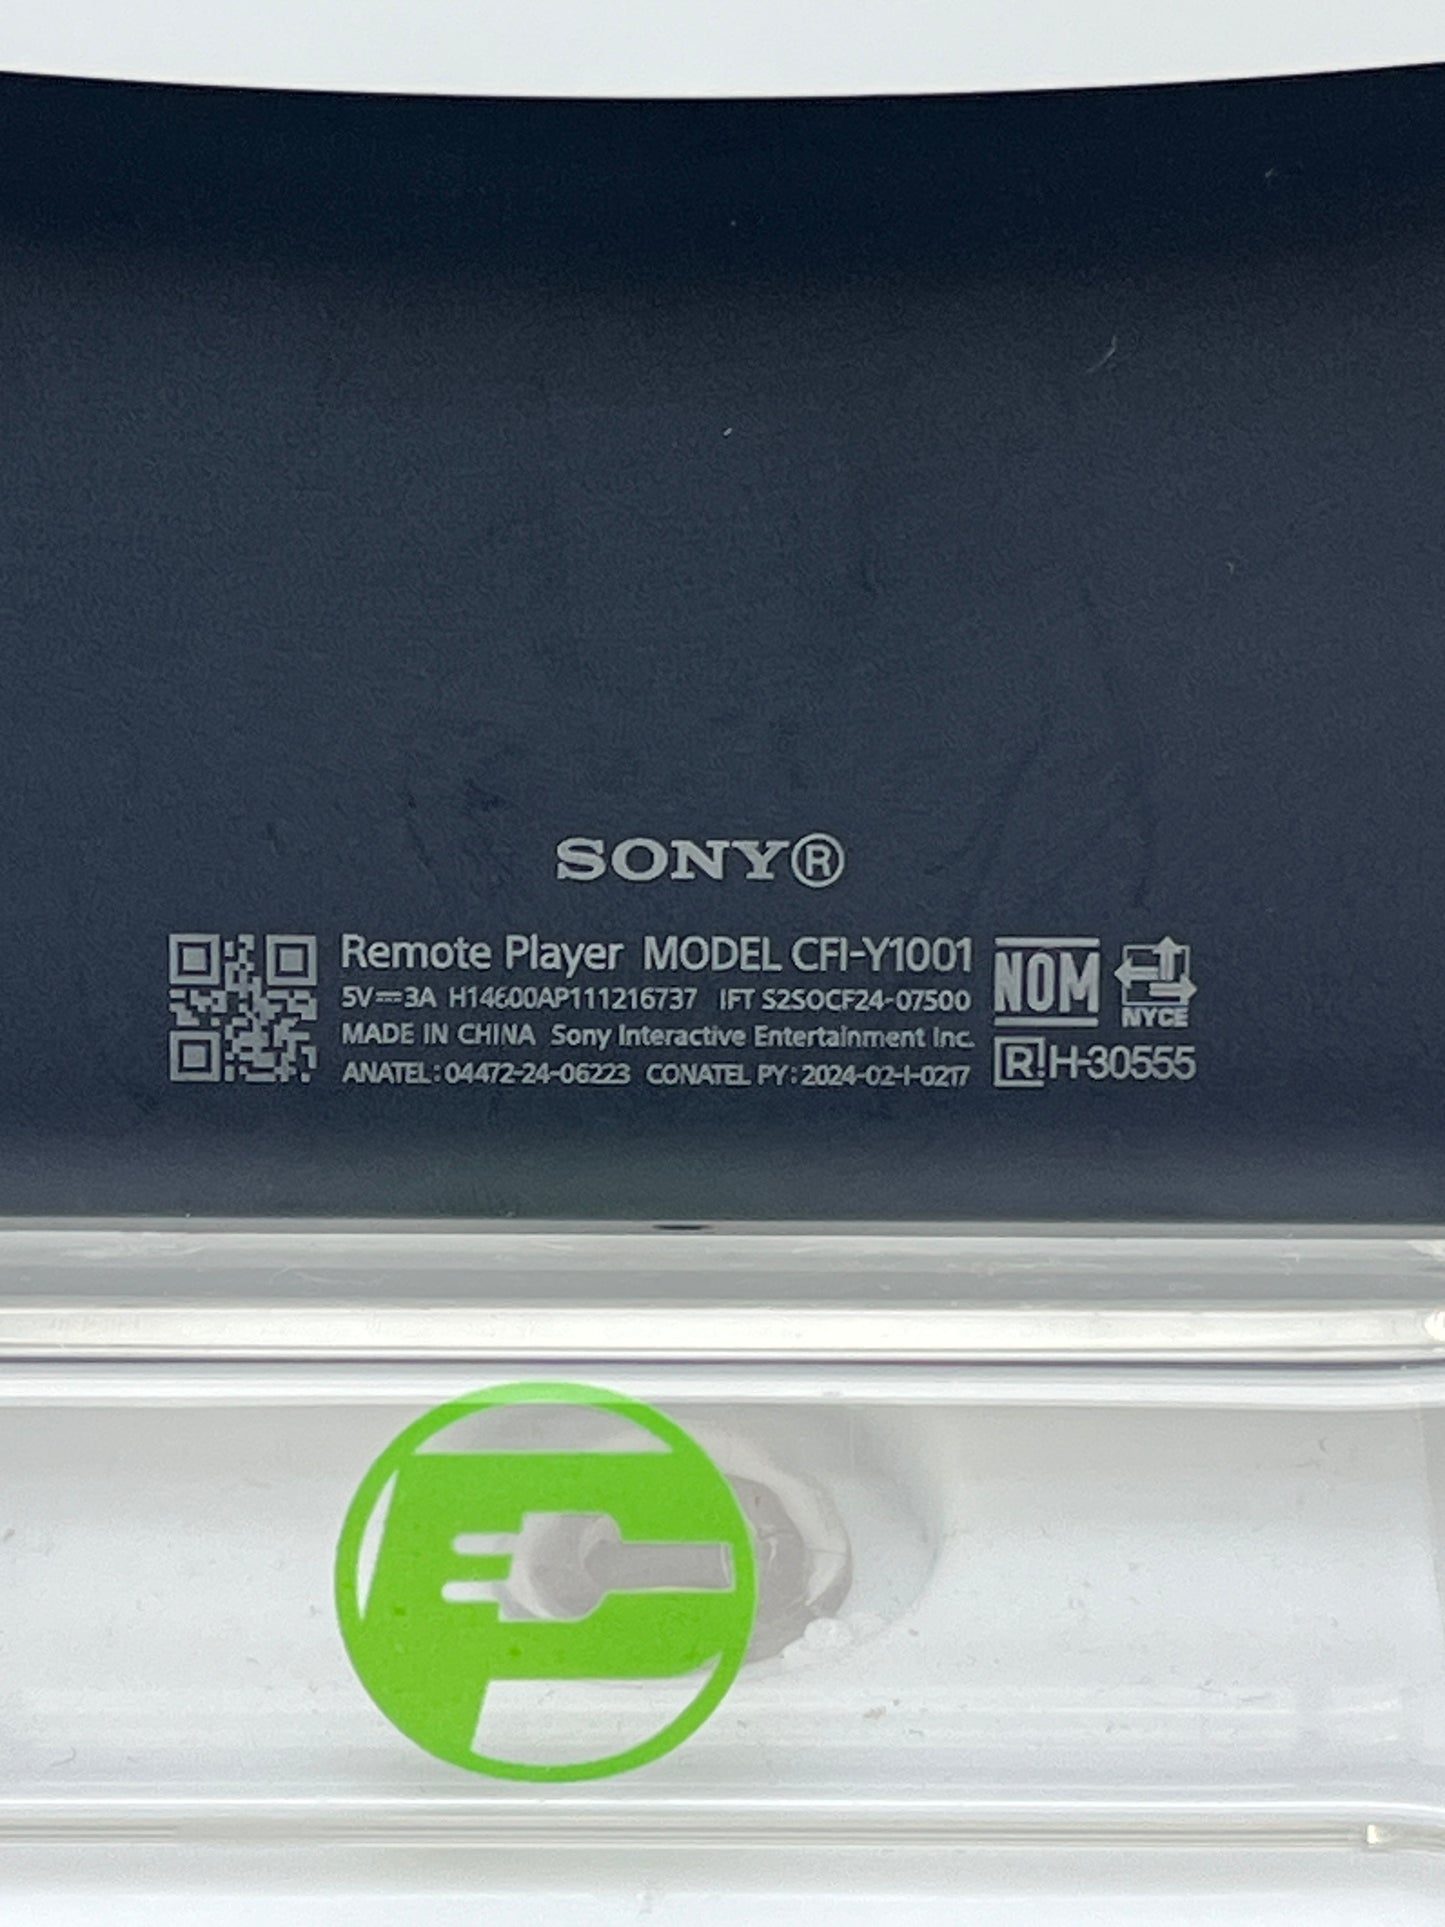 SONY®
Remote Player MODEL CFI-Y1001
5V⎓3A H14600AP111216737 IFT S2SOCF24-07500
MADE IN CHINA Sony Interactive Entertainment Inc.
ANATEL: 04472-24-06223 CONATEL PY: 2024-02-I-0217
NOM
NYCE
R!H-30555